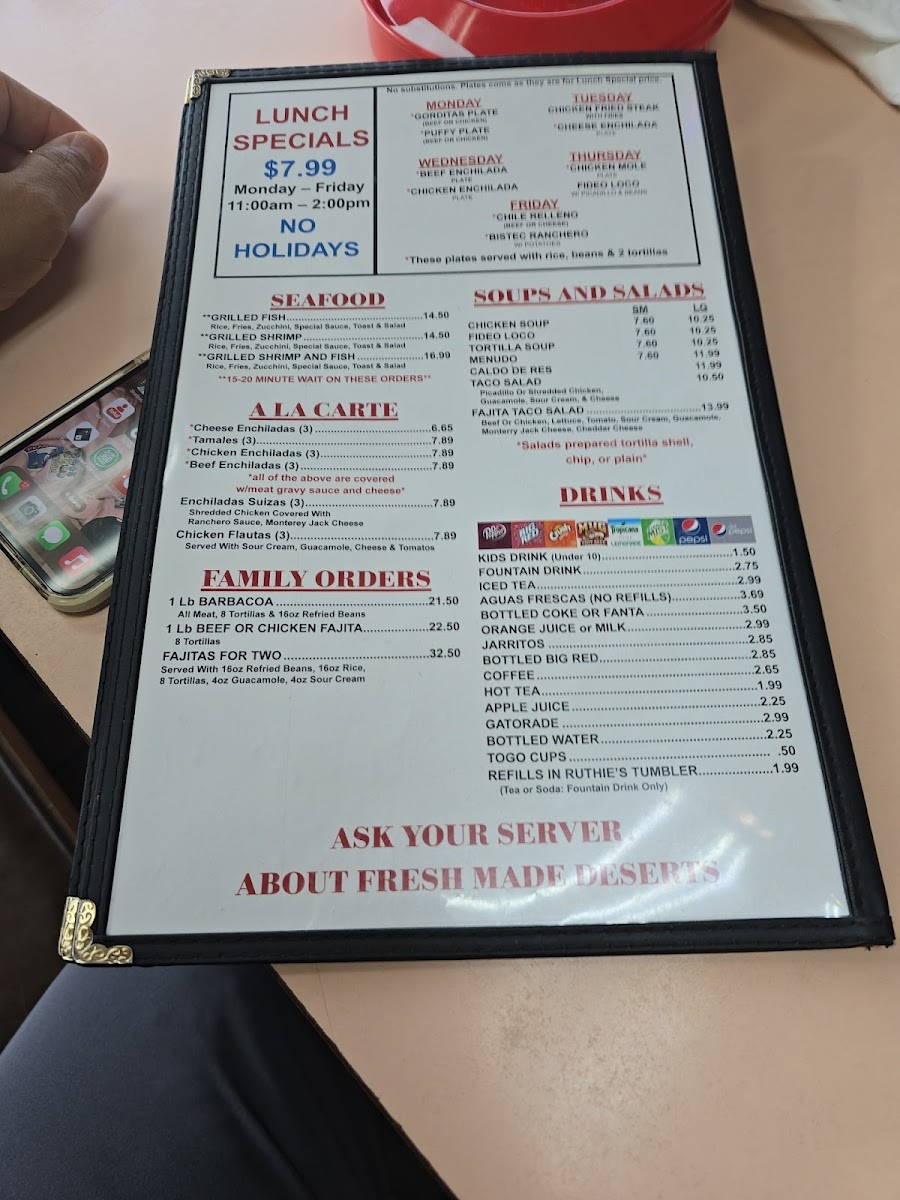 LUNCH
SPECIALS
$7.99
Monday – Friday
11:00am – 2:00pm
NO
HOLIDAYS
No substitutions. Plates come as they are for Lunch Special price.
MONDAY
*GORDITAS PLATE
(BEEF OR CHICKEN)
*PUFFY PLATE
(BEEF OR CHICKEN)
TUESDAY
CHICKEN FRIED STEAK
WITH FRIES
*CHEESE ENCHILADA
PLATE
WEDNESDAY
*BEEF ENCHILADA
PLATE
*CHICKEN ENCHILADA
PLATE
THURSDAY
*CHICKEN MOLE
PLATE
FIDEO LOCO
W/ PICADILLO & BEANS
FRIDAY
*CHILE RELLENO
(BEEF OR CHEESE)
*BISTEC RANCHERO
W/ POTATOES
*These plates served with rice, beans & 2 tortillas
SEAFOOD
**GRILLED FISH 14.50
Rice, Fries, Zucchini, Special Sauce, Toast & Salad
**GRILLED SHRIMP 14.50
Rice, Fries, Zucchini, Special Sauce, Toast & Salad
**GRILLED SHRIMP AND FISH 16.99
Rice, Fries, Zucchini, Special Sauce, Toast & Salad
**15-20 MINUTE WAIT ON THESE ORDERS**
A LA CARTE
*Cheese Enchiladas (3) 6.65
*Tamales (3) 7.89
*Chicken Enchiladas (3) 7.89
*Beef Enchiladas (3) 7.89
*all of the above are covered
w/meat gravy sauce and cheese*
Enchiladas Suizas (3) 7.89
Shredded Chicken Covered With
Ranchero Sauce, Monterey Jack Cheese
Chicken Flautas (3) 7.89
Served With Sour Cream, Guacamole, Cheese & Tomatos
FAMILY ORDERS
1 Lb BARBACOA 21.50
All Meat, 8 Tortillas & 16oz Refried Beans
1 Lb BEEF OR CHICKEN FAJITA 22.50
8 Tortillas
FAJITAS FOR TWO 32.50
Served With 16oz Refried Beans, 16oz Rice,
8 Tortillas, 4oz Guacamole, 4oz Sour Cream
SOUPS AND SALADS
SM LG
CHICKEN SOUP 7.60 10.25
FIDEO LOCO 7.60 10.25
TORTILLA SOUP 7.60 10.25
MENUDO 7.60 11.99
CALDO DE RES 11.99
TACO SALAD 10.50
Picadillo Or Shredded Chicken,
Guacamole, Sour Cream, & Cheese
FAJITA TACO SALAD 13.99
Beef Or Chicken, Lettuce, Tomato, Sour Cream, Guacamole,
Monterry Jack Cheese, Cheddar Cheese
*Salads prepared tortilla shell,
chip, or plain*
DRINKS
Dr Pepper BIG RED Crush MUG Tropicana LEMONADE pepsi diet pepsi
KIDS DRINK (Under 10) 1.50
FOUNTAIN DRINK 2.75
ICED TEA 2.99
AGUAS FRESCAS (NO REFILLS) 3.69
BOTTLED COKE OR FANTA 3.50
ORANGE JUICE or MILK 2.99
JARRITOS 2.85
BOTTLED BIG RED 2.85
COFFEE 2.65
HOT TEA 1.99
APPLE JUICE 2.25
GATORADE 2.99
BOTTLED WATER 2.25
TOGO CUPS .50
REFILLS IN RUTHIE'S TUMBLER 1.99
(Tea or Soda: Fountain Drink Only)
ASK YOUR SERVER
ABOUT FRESH MADE DESERTS